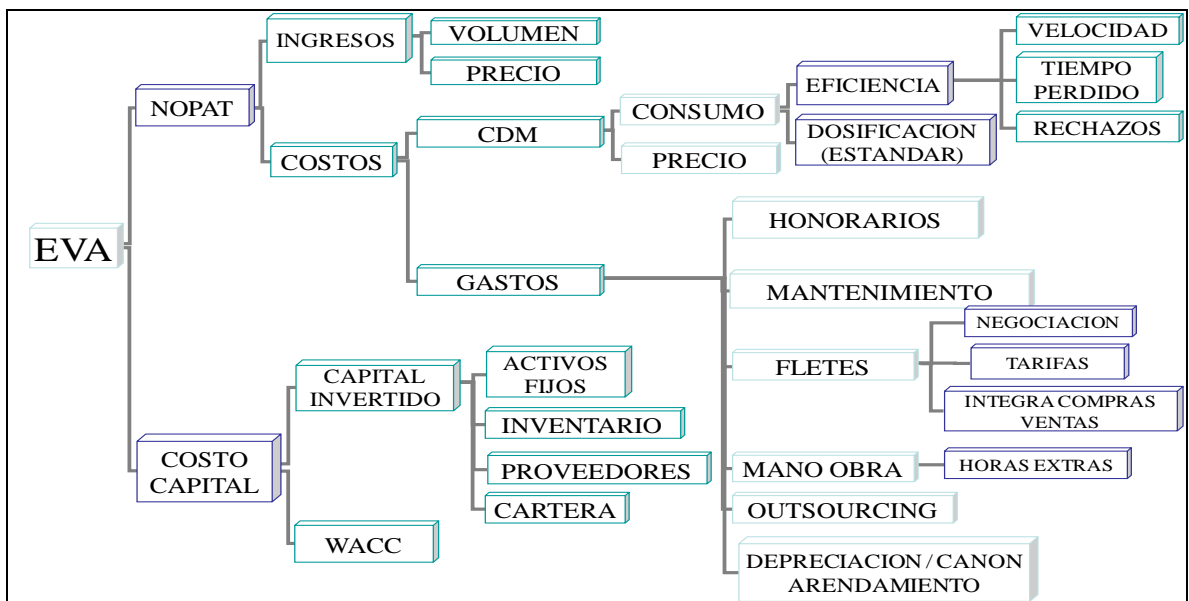 EVA
NOPAT
INGRESOS
VOLUMEN
PRECIO
COSTOS
CDM
CONSUMO
EFICIENCIA
VELOCIDAD
TIEMPO
PERDIDO
RECHAZOS
DOSIFICACION
(ESTANDAR)
PRECIO
GASTOS
HONORARIOS
MANTENIMIENTO
FLETES
NEGOCIACION
TARIFAS
INTEGRA COMPRAS
VENTAS
MANO OBRA
HORAS EXTRAS
OUTSOURCING
DEPRECIACION / CANON
ARENDAMIENTO
COSTO
CAPITAL
CAPITAL
INVERTIDO
ACTIVOS
FIJOS
INVENTARIO
PROVEEDORES
CARTERA
WACC